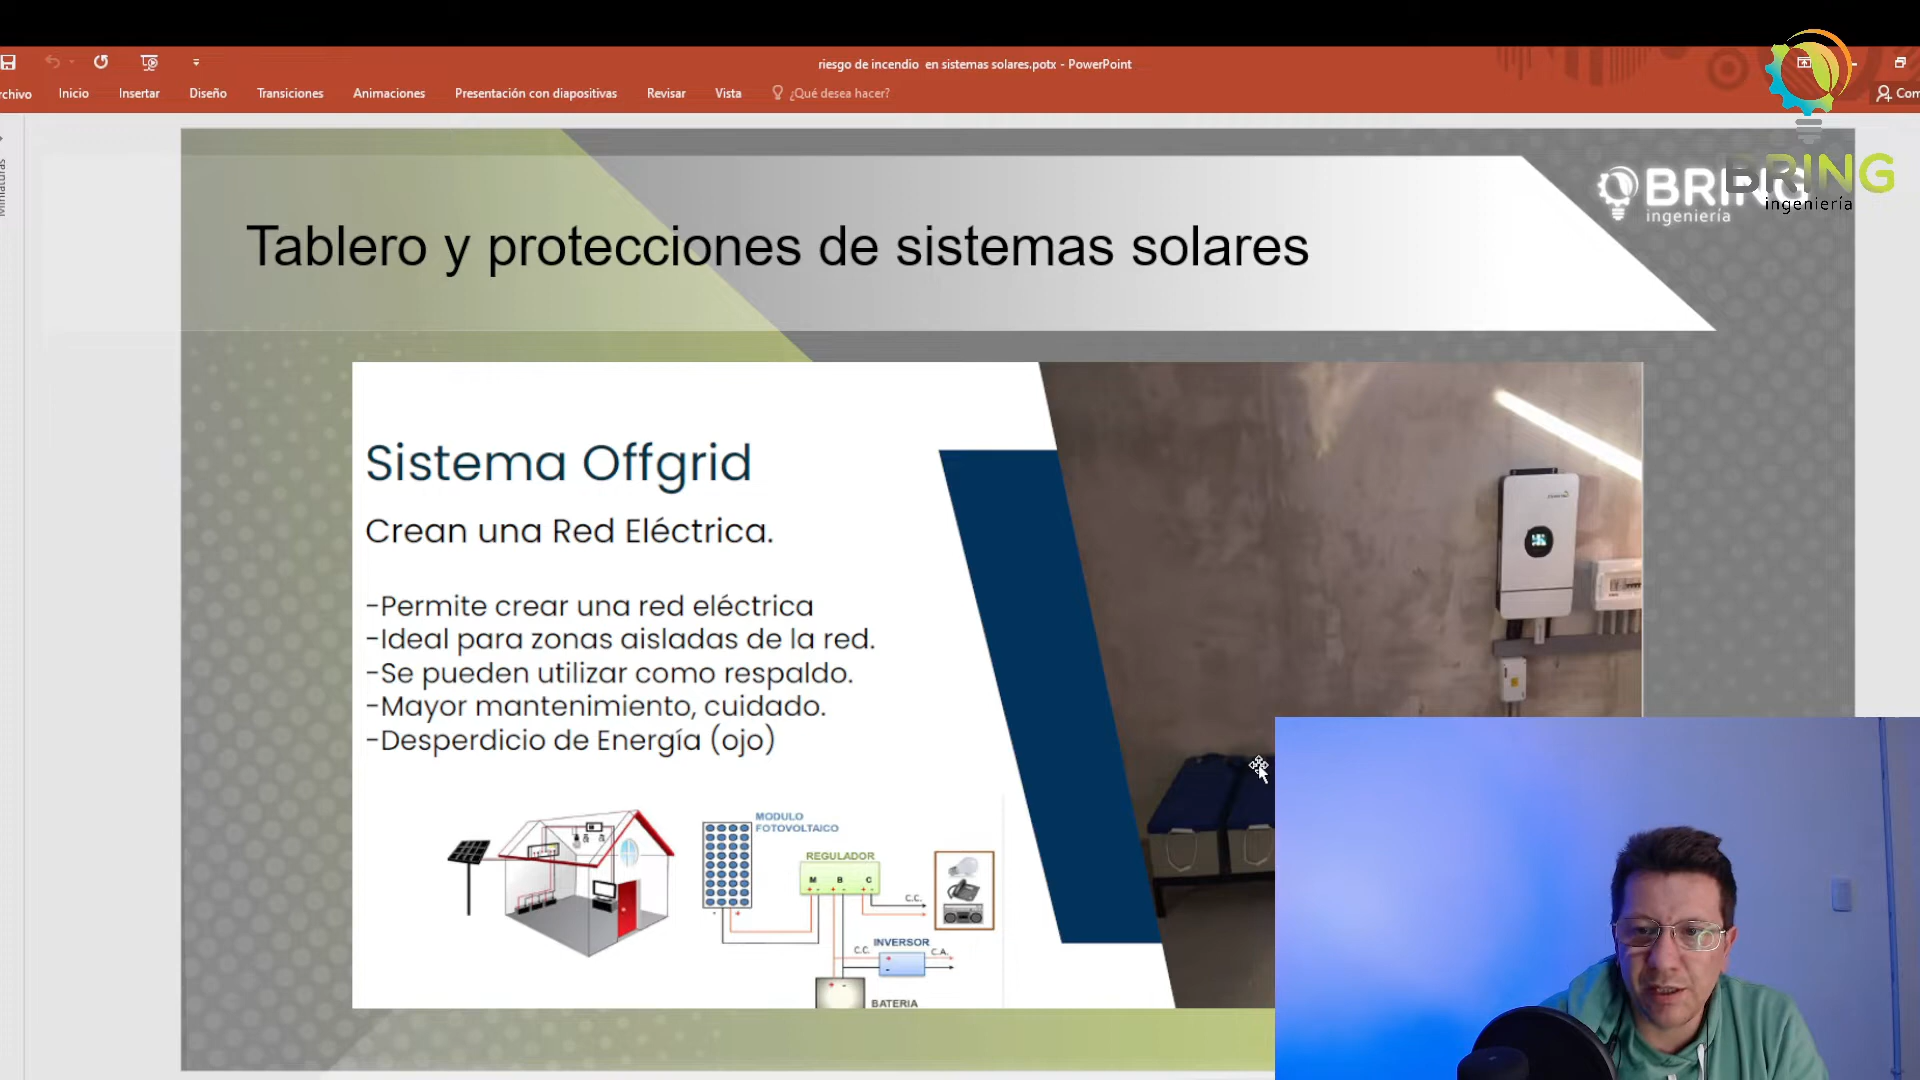 riesgo de incendio en sistemas solares.potx - PowerPoint
rchivo Inicio Insertar Diseño Transiciones Animaciones Presentación con diapositivas Revisar Vista ¿Qué desea hacer? Com
Miniaturas
BRING
ingeniería
BRING
ingeniería
Tablero y protecciones de sistemas solares
Sistema Offgrid
Crean una Red Eléctrica.
-Permite crear una red eléctrica
-Ideal para zonas aisladas de la red.
-Se pueden utilizar como respaldo.
-Mayor mantenimiento, cuidado.
-Desperdicio de Energía (ojo)
MODULO
FOTOVOLTAICO
REGULADOR
M B C
+ - + - + -
- +
C.C.
INVERSOR
C.C. C.A.
+
-
+ -
BATERIA